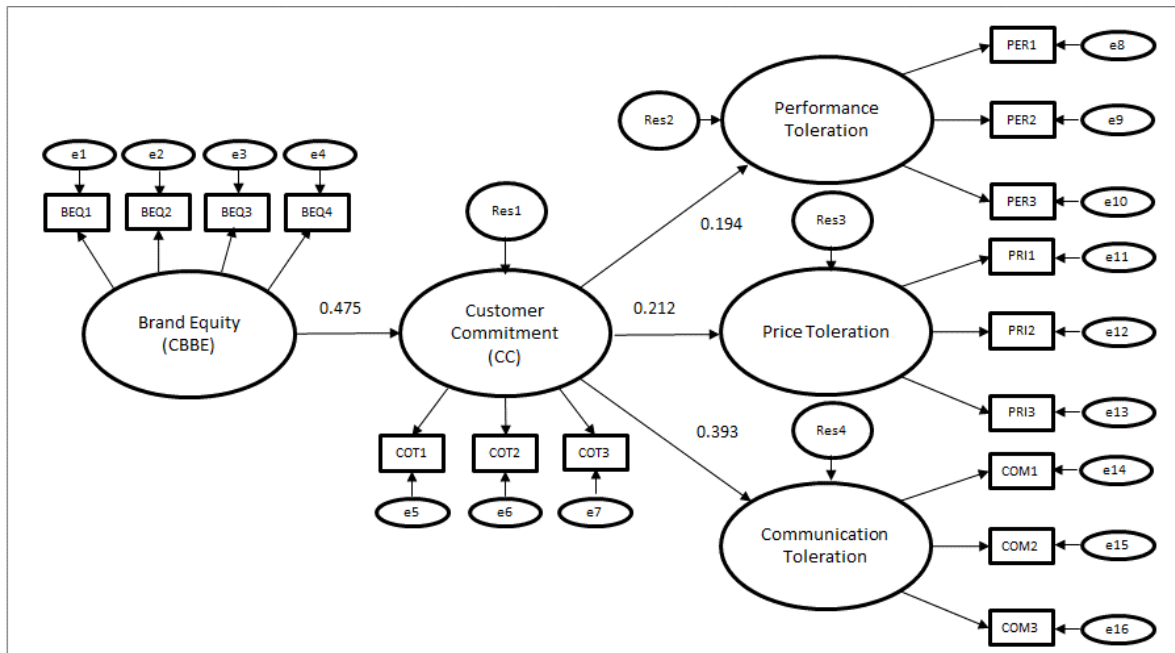 PER1
e8
Performance
Toleration
Res2
PER2
e9
e1
e2
e3
e4
BEQ1
BEQ2
BEQ3
BEQ4
Res1
PER3
e10
Res3
0.194
PRI1
e11
Brand Equity
(CBBE)
0.475
Customer
Commitment
(CC)
0.212
Price Toleration
PRI2
e12
PRI3
e13
0.393
Res4
COT1
COT2
COT3
COM1
e14
e5
e6
e7
Communication
Toleration
COM2
e15
COM3
e16